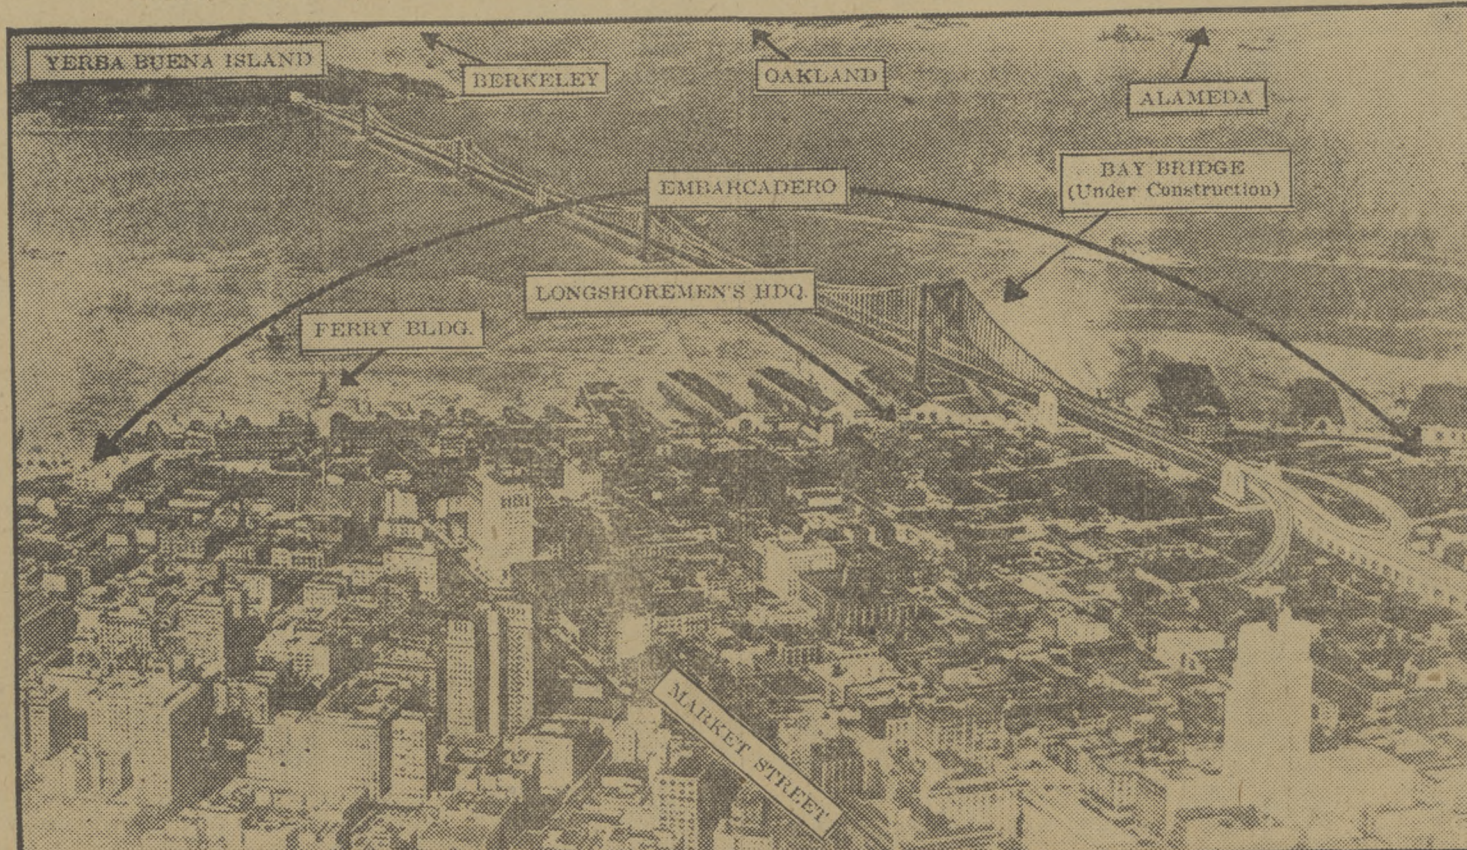 YERBA BUENA ISLAND
BERKELEY
OAKLAND
ALAMEDA
BAY BRIDGE
(Under Construction)
EMBARCADERO
LONGSHOREMEN'S HDQ.
FERRY BLDG.
MARKET STREET